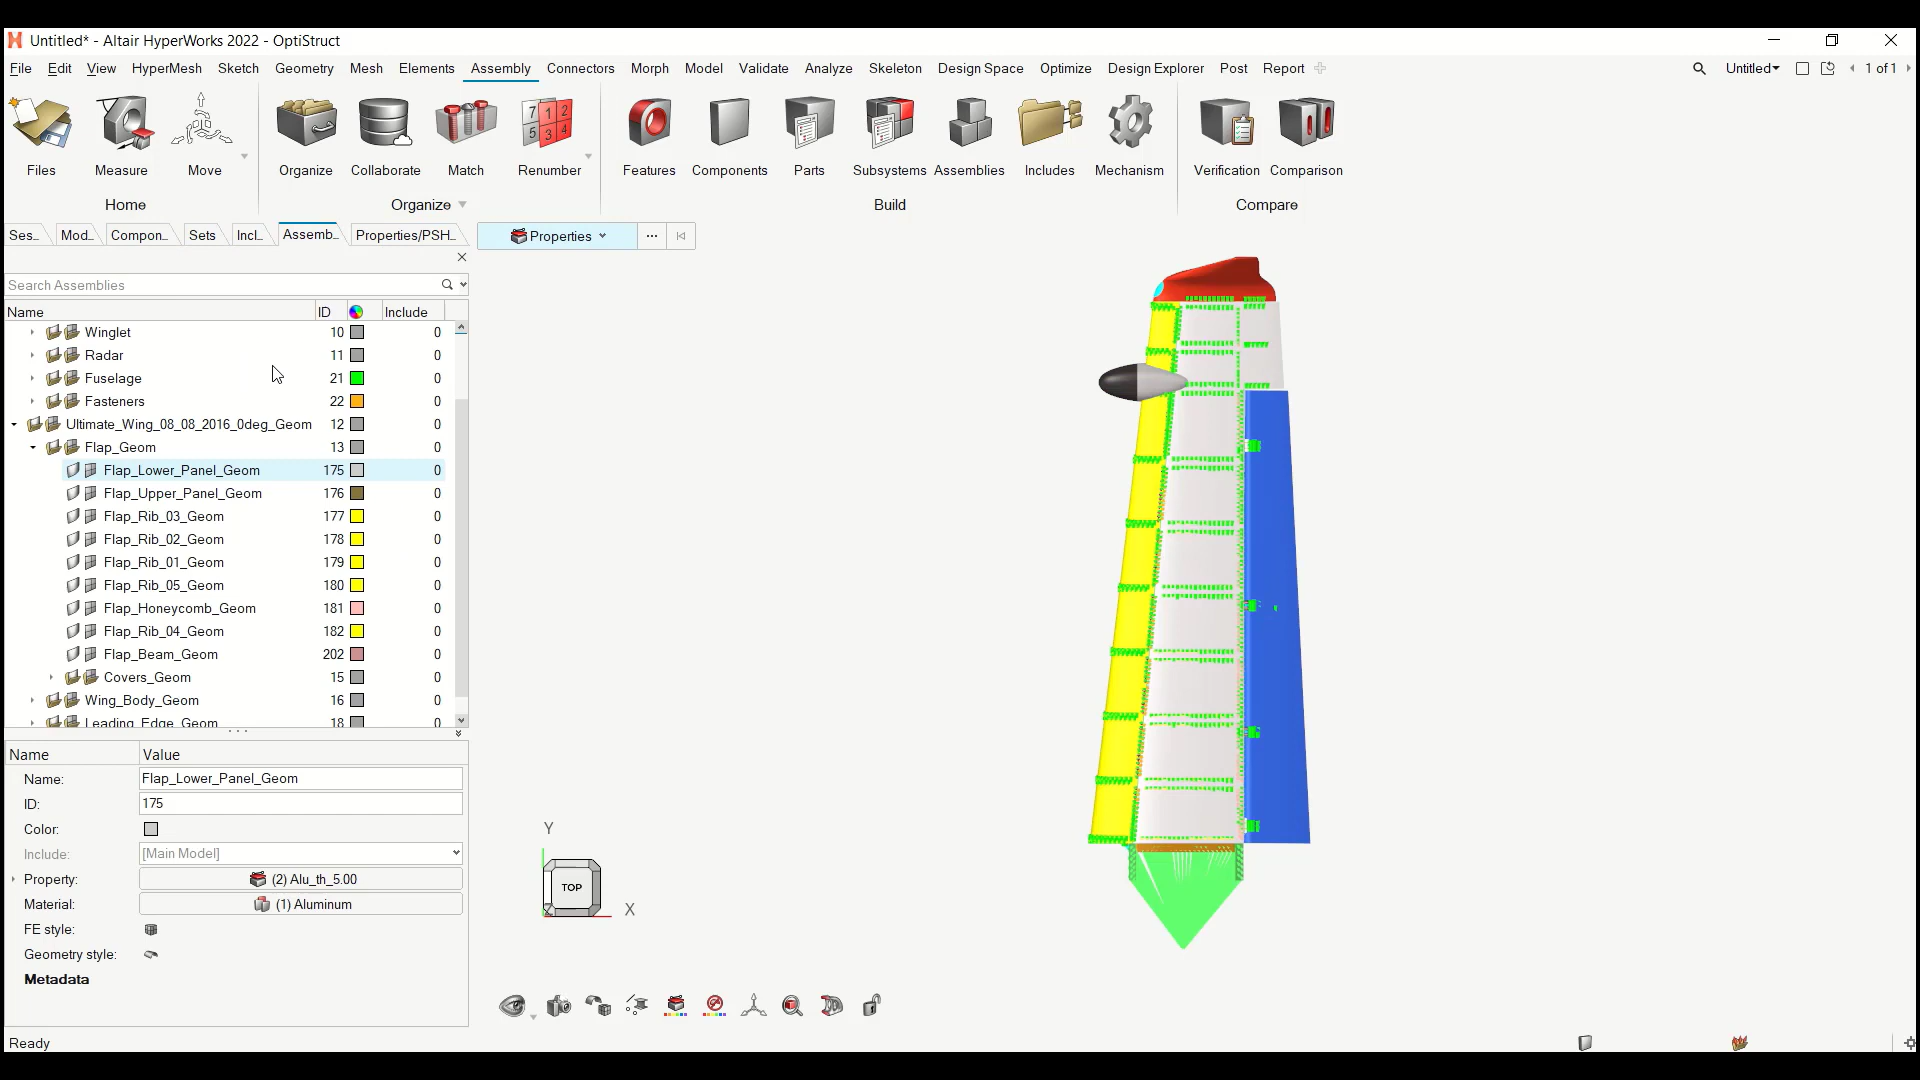 Untitled* - Altair HyperWorks 2022 - OptiStruct
File Edit View HyperMesh Sketch Geometry Mesh Elements Assembly Connectors Morph Model Validate Analyze Skeleton Design Space Optimize Design Explorer Post Report Untitled 1 of 1
7 1 2 5 3 4
Files Measure Move Organize Collaborate Match Renumber Features Components Parts Subsystems Assemblies Includes Mechanism Verification Comparison
Home Organize Build Compare
Ses... Mod... Compon... Sets Incl... Assemb... Properties/PSH... Properties ...
Search Assemblies
Name ID Include
Winglet 10 0
Radar 11 0
Fuselage 21 0
Fasteners 22 0
Ultimate_Wing_08_08_2016_0deg_Geom 12 0
Flap_Geom 13 0
Flap_Lower_Panel_Geom 175 0
Flap_Upper_Panel_Geom 176 0
Flap_Rib_03_Geom 177 0
Flap_Rib_02_Geom 178 0
Flap_Rib_01_Geom 179 0
Flap_Rib_05_Geom 180 0
Flap_Honeycomb_Geom 181 0
Flap_Rib_04_Geom 182 0
Flap_Beam_Geom 202 0
Covers_Geom 15 0
Wing_Body_Geom 16 0
Leading_Edge_Geom 18 0
Name Value
Name: Flap_Lower_Panel_Geom
ID: 175
Color:
Include: [Main Model]
Property: (2) Alu_th_5.00
Material: (1) Aluminum
FE style:
Geometry style:
Metadata
Y
TOP
Z X
Ready